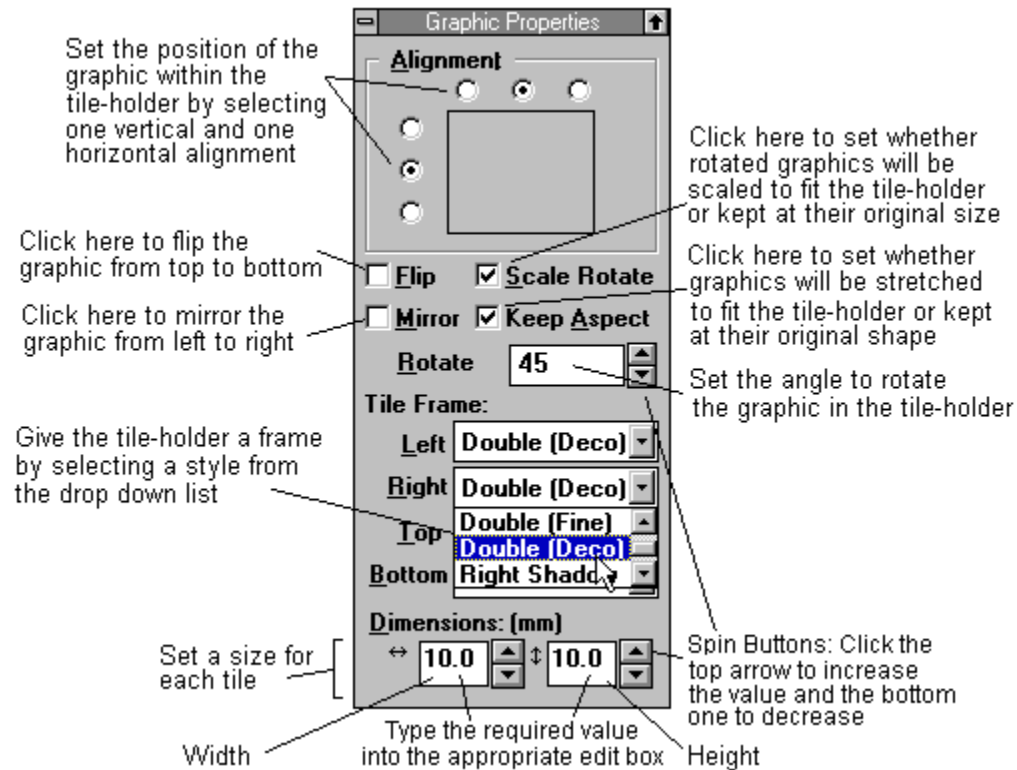 Graphic Properties
Set the position of the
graphic within the
tile-holder by selecting
one vertical and one
horizontal alignment
Alignment
Click here to set whether
rotated graphics will be
scaled to fit the tile-holder
or kept at their original size
Click here to flip the
graphic from top to bottom
Flip
Scale Rotate
Click here to set whether
graphics will be stretched
to fit the tile-holder or kept
at their original shape
Click here to mirror the
graphic from left to right
Mirror
Keep Aspect
Rotate
45
Set the angle to rotate
the graphic in the tile-holder
Tile Frame:
Give the tile-holder a frame
by selecting a style from
the drop down list
Left
Double (Deco)
Right
Double (Deco)
Top
Double (Fine)
Double (Deco)
Bottom
Right Shadow
Dimensions: (mm)
Set a size for
each tile
10.0
10.0
Spin Buttons: Click the
top arrow to increase
the value and the bottom
one to decrease
Width
Type the required value
into the appropriate edit box
Height